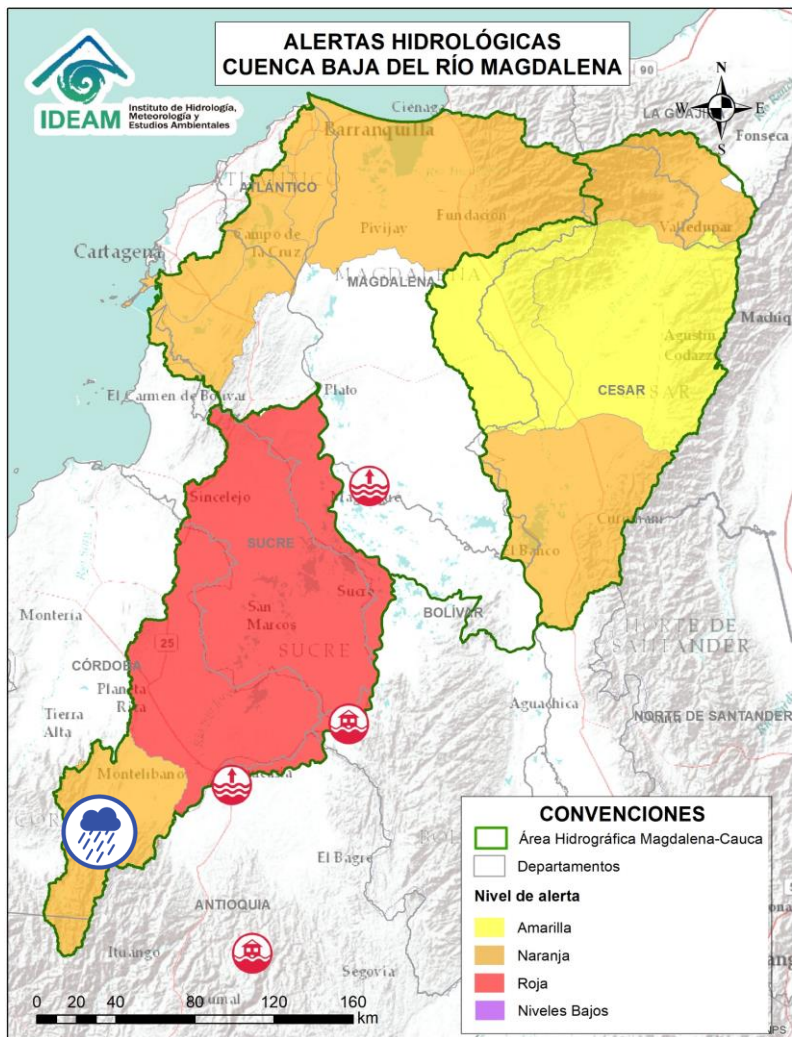 ALERTAS HIDROLÓGICAS
CUENCA BAJA DEL RÍO MAGDALENA
IDEAM
Instituto de Hidrología,
Meteorología y
Estudios Ambientales
90
N
W
E
S
LA GUAJI
Fonseca
Ciénaga
Barranquilla
ATLÁNTICO
Campo de
la Cruz
Pivijay
Fundación
Valledupar
Cartagena
MAGDALENA
Agustín
Codazzi
CESAR
El Carmen de Bolívar
Plato
Sincelejo
SUCRE
El Banco
Sucre
San
Marcos
SUCRE
BOLÍVAR
Montería
25
CÓRDOBA
Planeta
Rica
Tierra
Alta
NORTE DE
SANTANDER
NORTE DE SANTANDER
Aguachica
Montelíbano
El Bagre
ANTIOQUIA
Ituango
Segovia
CONVENCIONES
Área Hidrográfica Magdalena-Cauca
Departamentos
Nivel de alerta
Amarilla
Naranja
Roja
Niveles Bajos
0 20 40 80 120 160
km